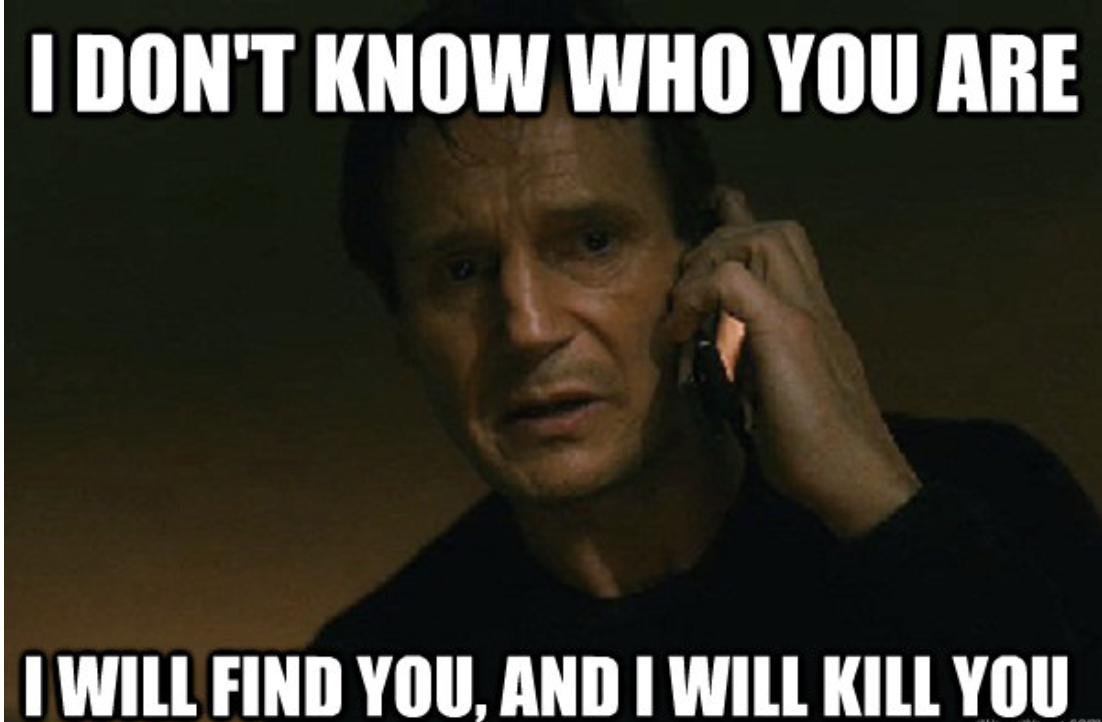 I DON'T KNOW WHO YOU ARE
I WILL FIND YOU, AND I WILL KILL YOU